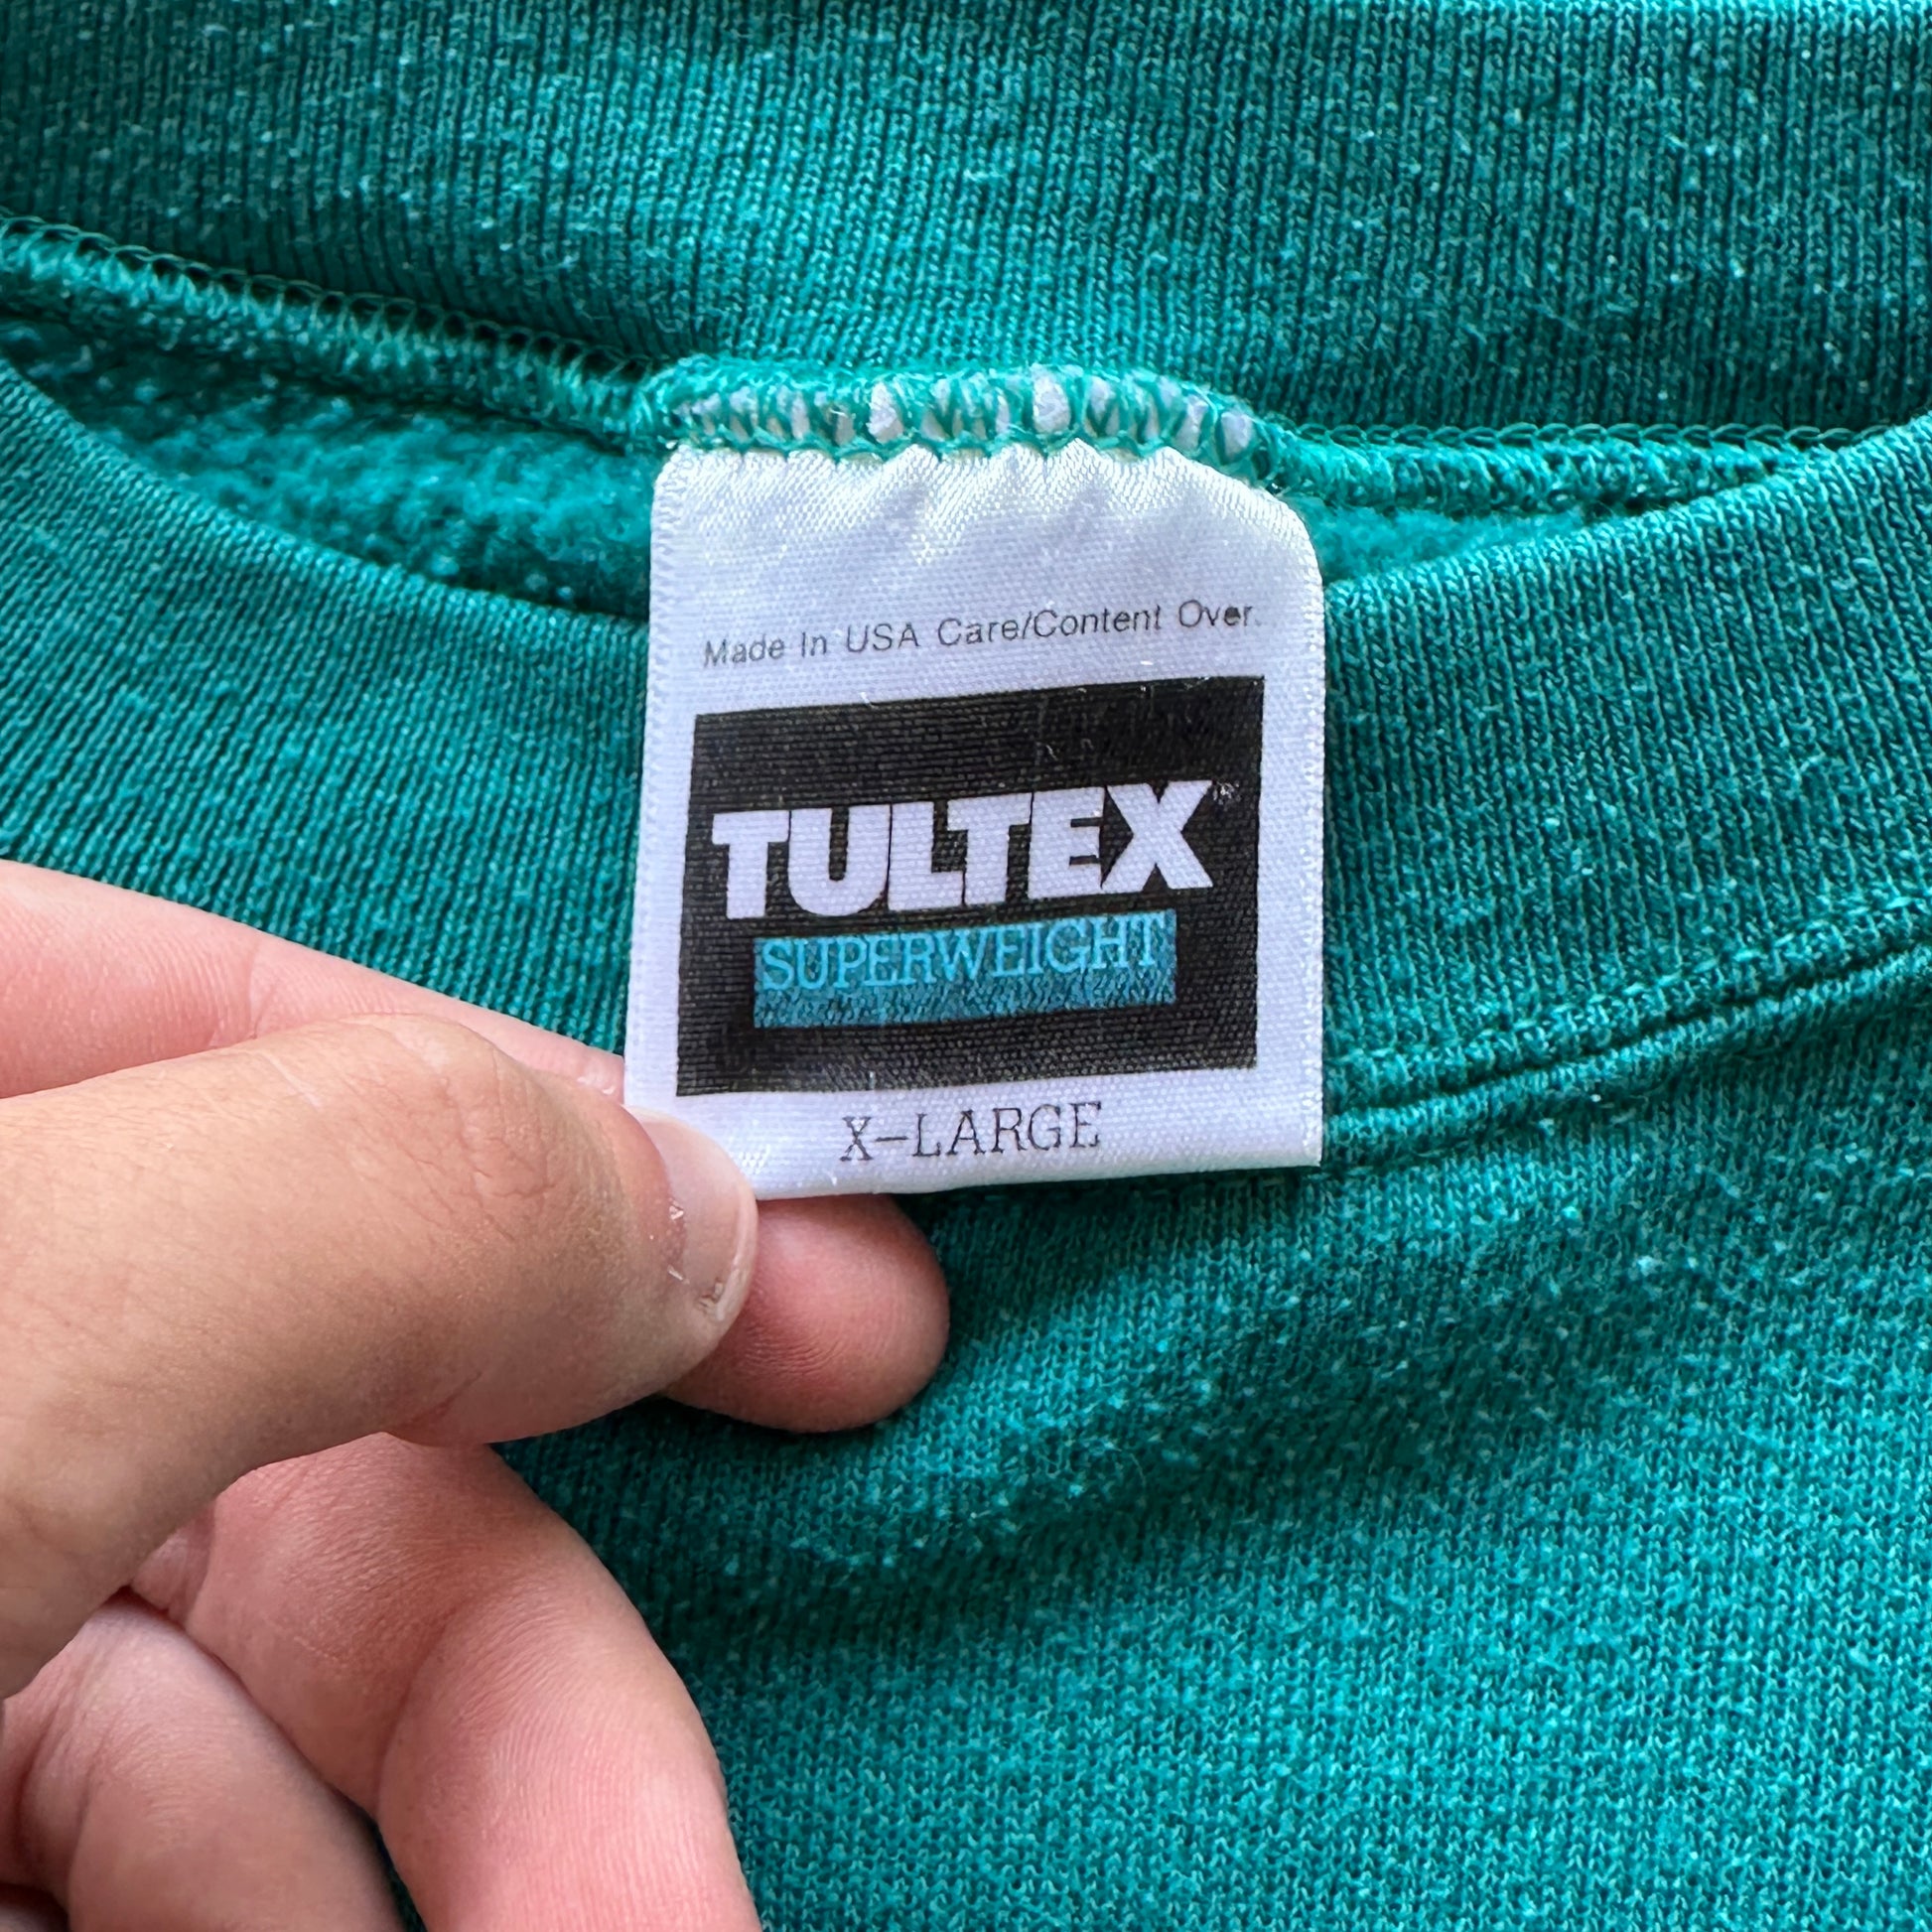 Made In USA Care/Content Over.
TULTEX
SUPERWEIGHT
X-LARGE